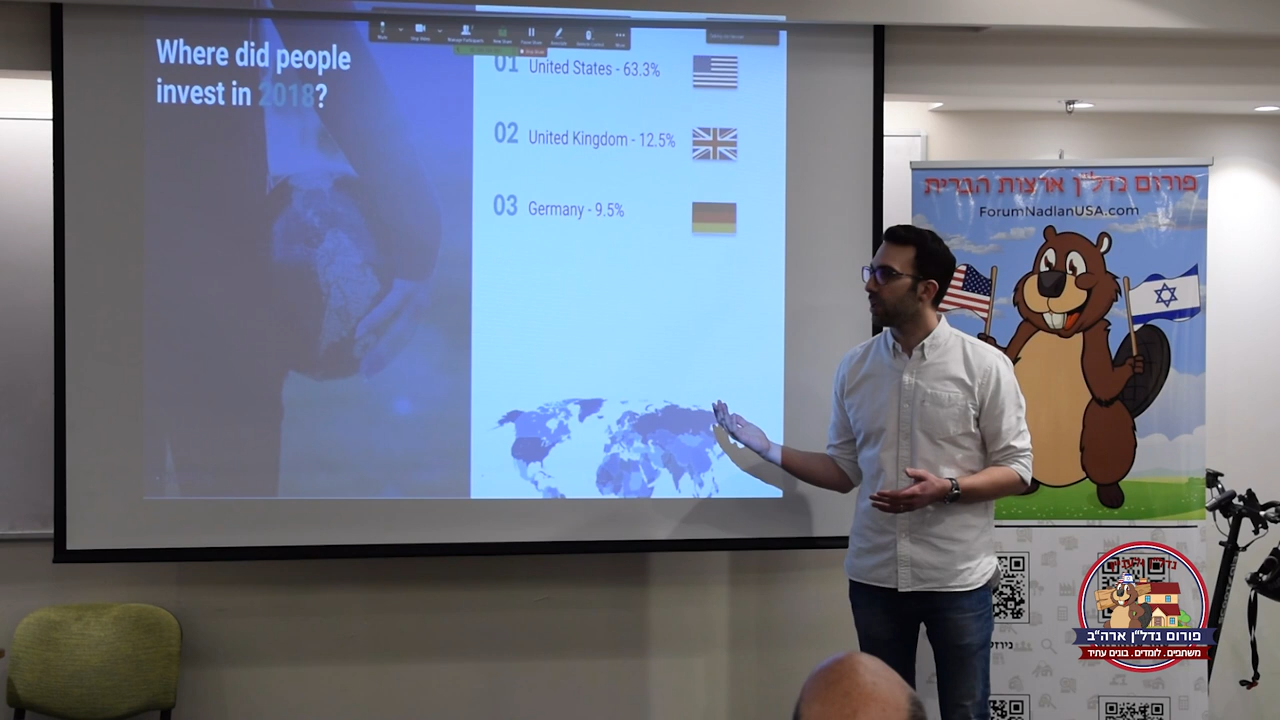 Where did people
invest in 2018?
01 United States - 63.3%
02 United Kingdom - 12.5%
03 Germany - 9.5%
פורום נדל"ן ארצות הברית
ForumNadlanUSA.com
פורום נדל"ן ארה"ב
משתפים. לומדים. בונים עתיד